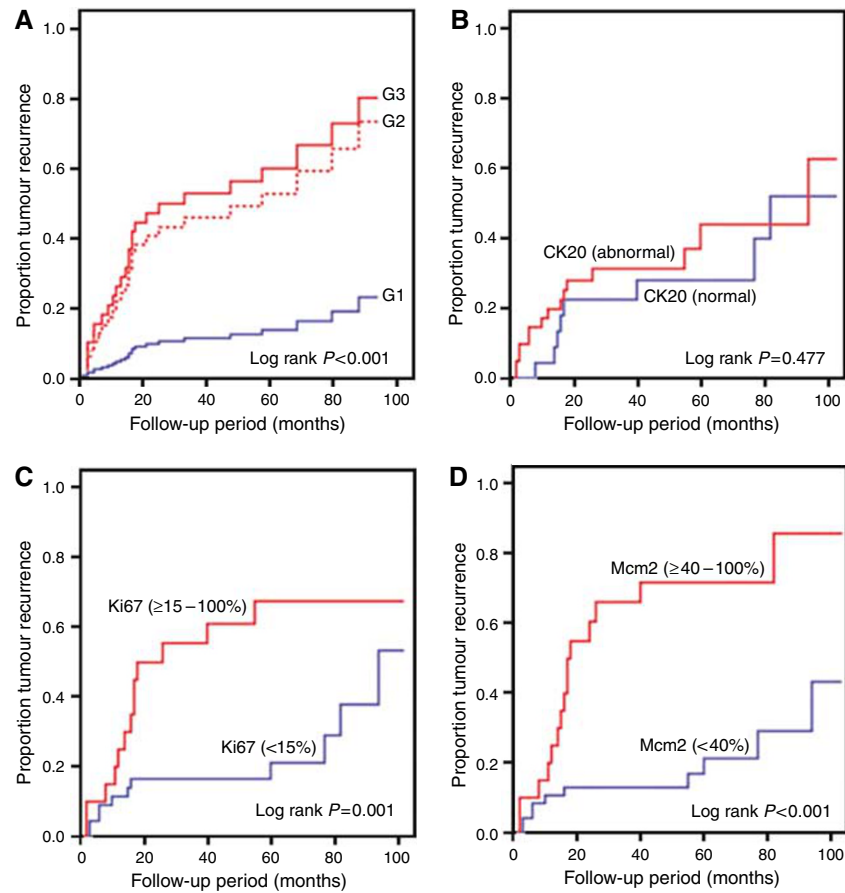 A
Proportion tumour recurrence
1.0
0.8
0.6
0.4
0.2
0.0
G3
G2
G1
Log rank P<0.001
0 20 40 60 80 100
Follow-up period (months)
B
Proportion tumour recurrence
1.0
0.8
0.6
0.4
0.2
0.0
CK20 (abnormal)
CK20 (normal)
Log rank P=0.477
0 20 40 60 80 100
Follow-up period (months)
C
Proportion tumour recurrence
1.0
0.8
0.6
0.4
0.2
0.0
Ki67 (≥15–100%)
Ki67 (<15%)
Log rank P=0.001
0 20 40 60 80 100
Follow-up period (months)
D
Proportion tumour recurrence
1.0
0.8
0.6
0.4
0.2
0.0
Mcm2 (≥40–100%)
Mcm2 (<40%)
Log rank P<0.001
0 20 40 60 80 100
Follow-up period (months)